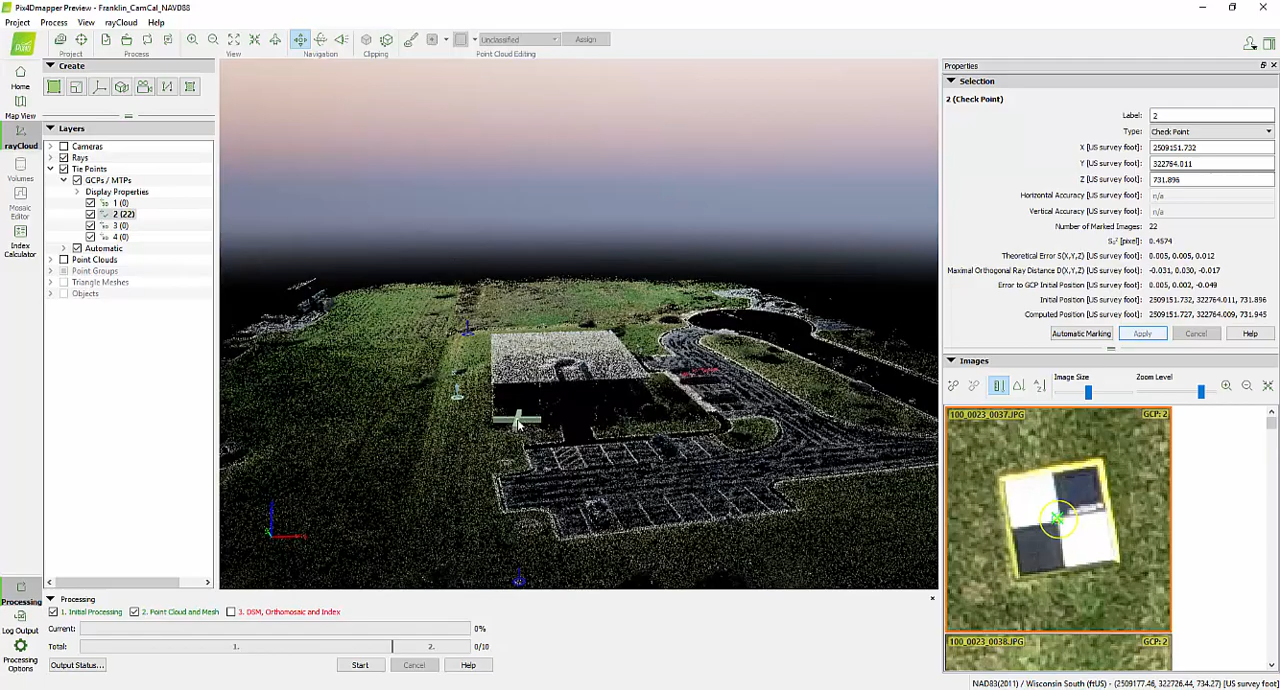 Pix4Dmapper Preview - Franklin_CamCal_NAVD88
Project Process View rayCloud Help
Project Process View Navigation Clipping Point Cloud Editing
Unclassified Assign
Home
Map View
rayCloud
Volumes
Mosaic
Editor
Index
Calculator
Processing
Log Output
Processing
Options
Create
Layers
Cameras
Rays
Tie Points
GCPs / MTPs
Display Properties
1 (0)
2 (22)
3 (0)
4 (0)
Automatic
Point Clouds
Point Groups
Triangle Meshes
Objects
Processing
1. Initial Processing 2. Point Cloud and Mesh 3. DSM, Orthomosaic and Index
Current: 0%
Total: 1. 2. 0/10
Output Status... Start Cancel Help
Properties
Selection
2 (Check Point)
Label: 2
Type: Check Point
X [US survey foot]: 2509151.732
Y [US survey foot]: 322764.011
Z [US survey foot]: 731.896
Horizontal Accuracy [US survey foot]: n/a
Vertical Accuracy [US survey foot]: n/a
Number of Marked Images: 22
S₀² [pixel]: 0.4574
Theoretical Error S(X,Y,Z) [US survey foot]: 0.005, 0.005, 0.012
Maximal Orthogonal Ray Distance D(X,Y,Z) [US survey foot]: -0.031, 0.030, -0.017
Error to GCP Initial Position [US survey foot]: 0.005, 0.002, -0.049
Initial Position [US survey foot]: 2509151.732, 322764.011, 731.896
Computed Position [US survey foot]: 2509151.727, 322764.009, 731.945
Automatic Marking Apply Cancel Help
Images
Image Size Zoom Level
100_0023_0037.JPG GCP: 2
100_0023_0038.JPG GCP: 2
NAD83(2011) / Wisconsin South (ftUS) - (2509177.46, 322726.44, 734.27) [US survey foot]